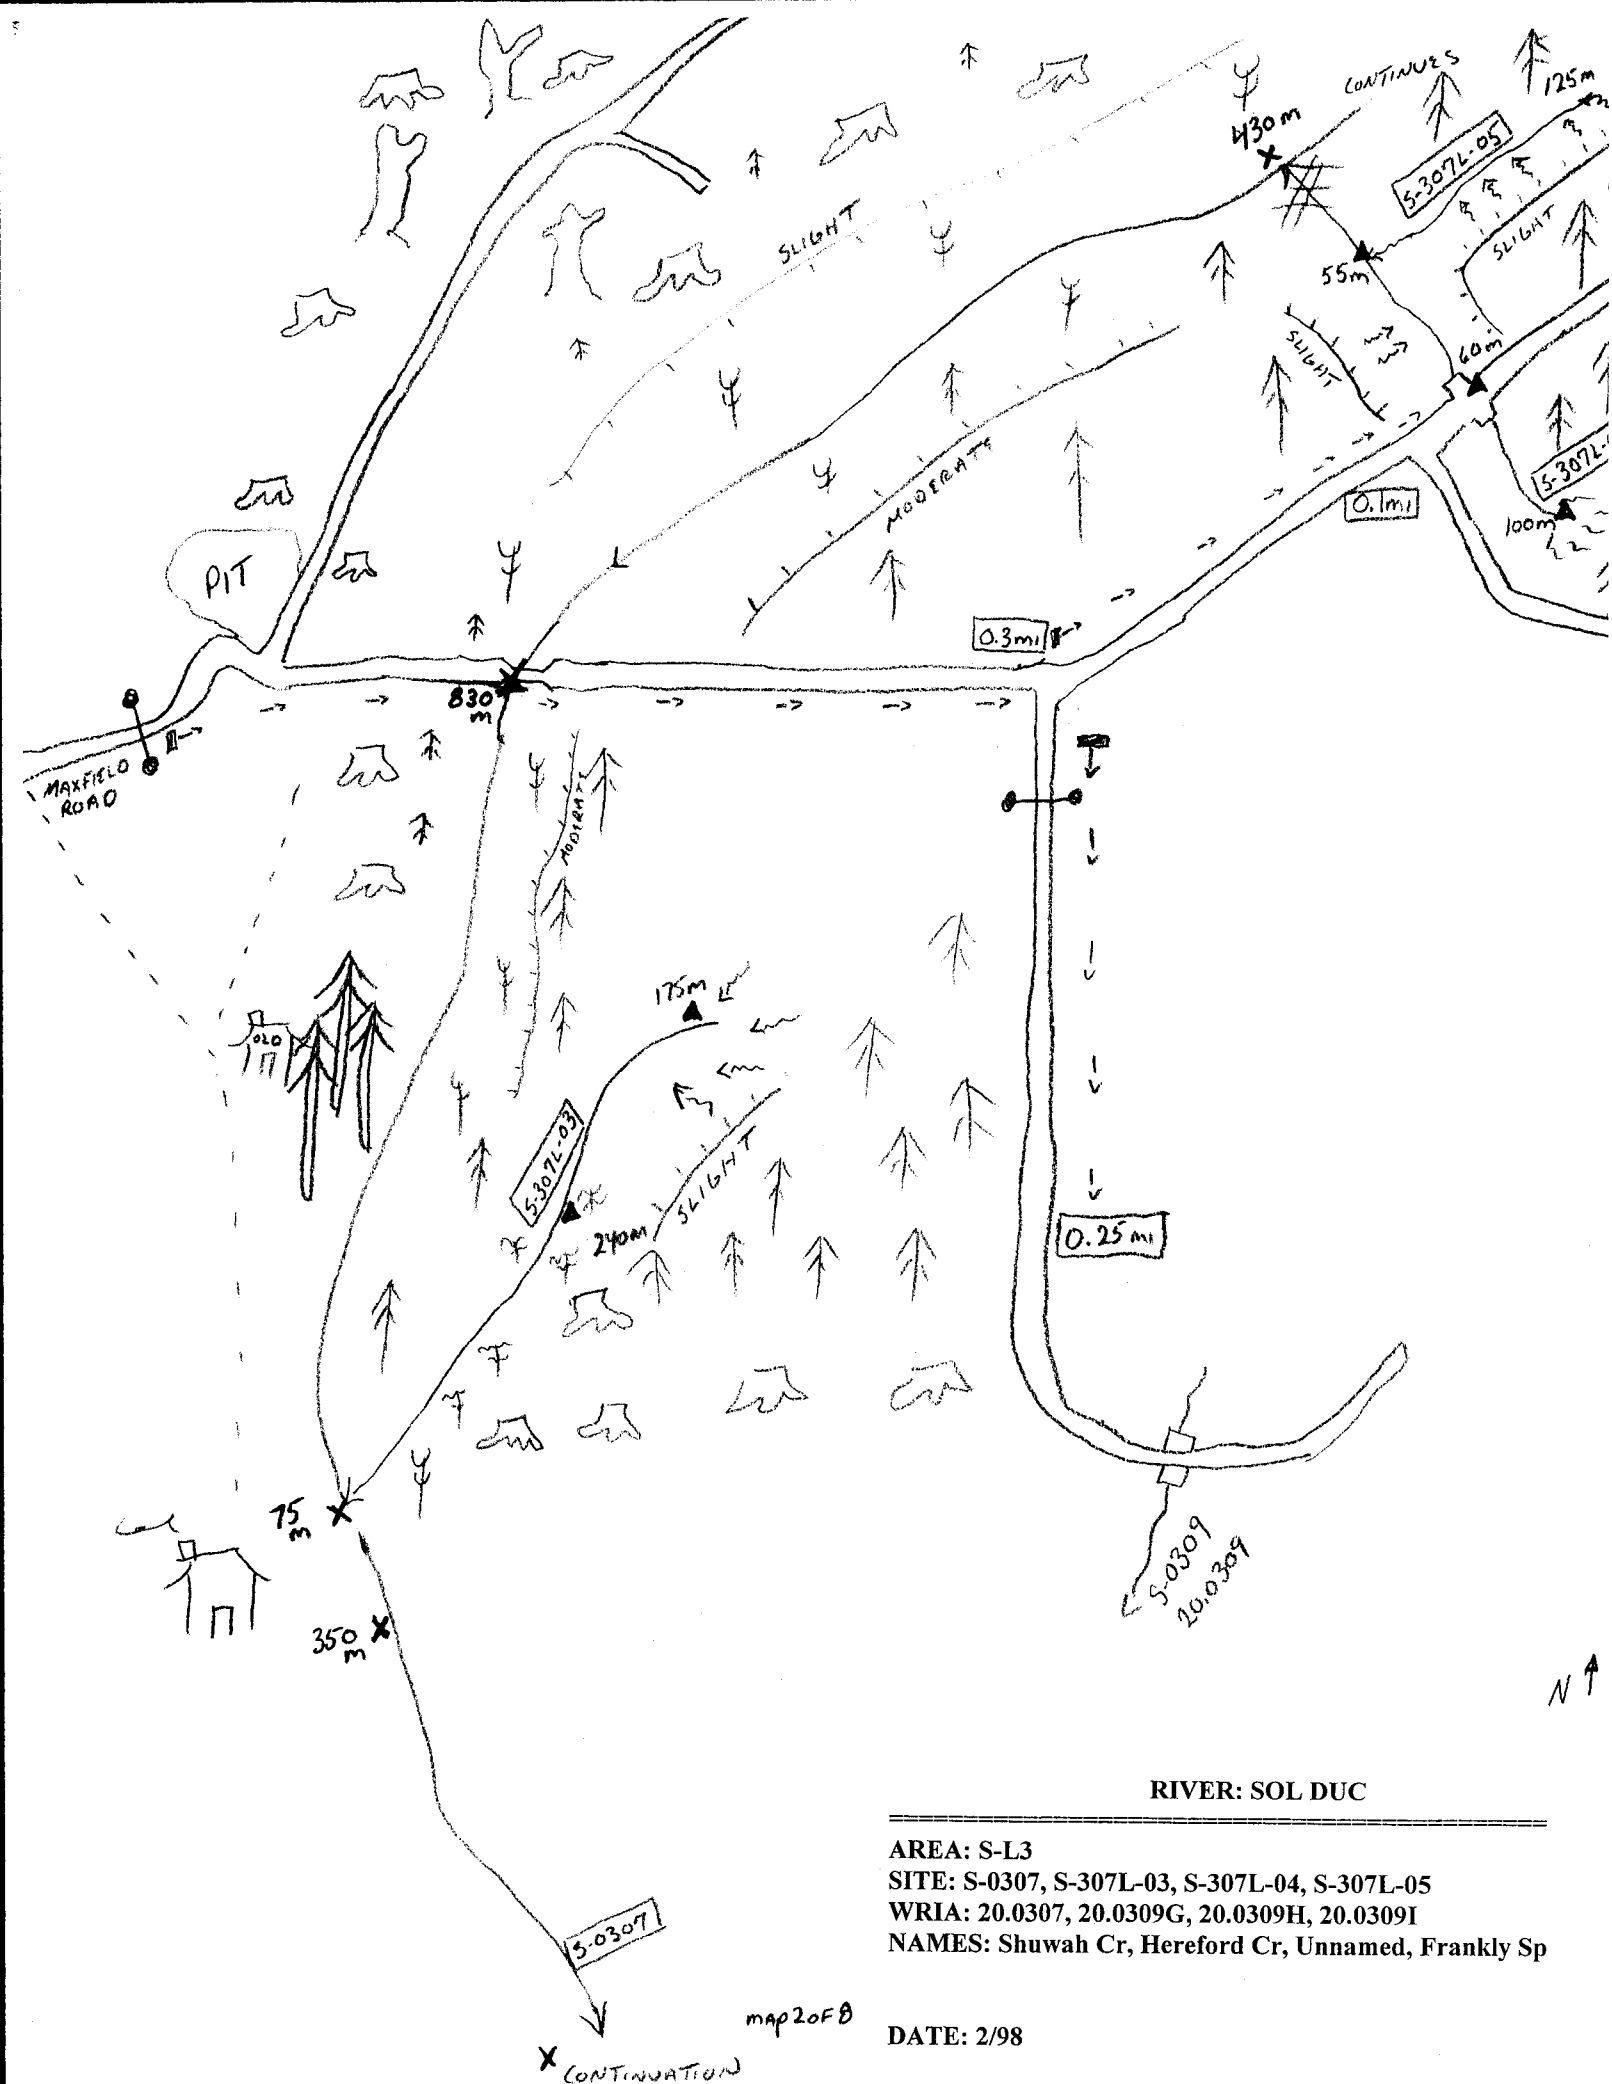 CONTINUES
125m
430m
S-307L-05
SLIGHT
SLIGHT
55m
SLIGHT
60m
MODERATE
S-307L-
0.1mi
100m
PIT
0.3mi
830
m
MAXFIELD
ROAD
MODERATE
175m
OLD
S-307L-03
SLIGHT
240m
0.25mi
75
m
S-0309
20.0309
350
m
N
RIVER: SOL DUC
AREA: S-L3
SITE: S-0307, S-307L-03, S-307L-04, S-307L-05
WRIA: 20.0307, 20.0309G, 20.0309H, 20.0309I
NAMES: Shuwah Cr, Hereford Cr, Unnamed, Frankly Sp
S-0307
MAP 2 OF 8
DATE: 2/98
X CONTINUATION